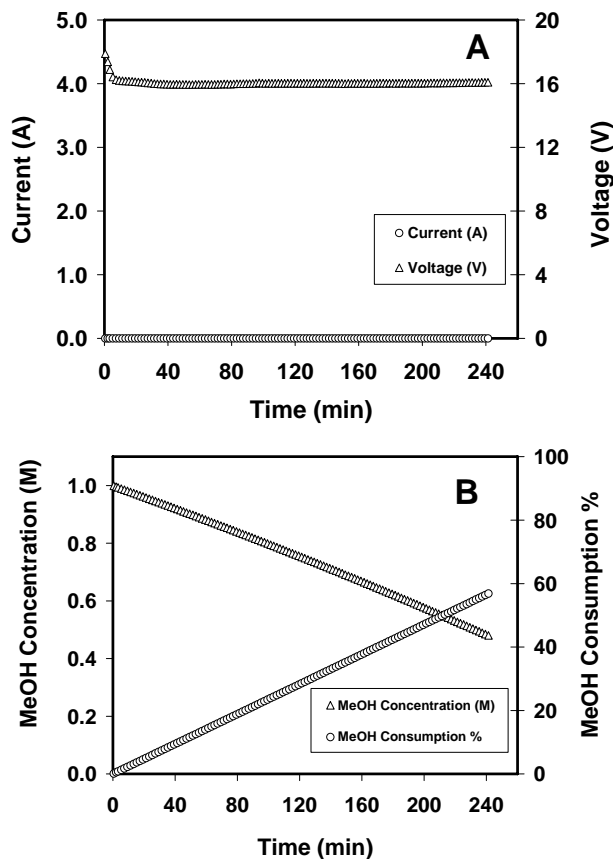 A
5.0
4.0
3.0
2.0
1.0
0.0
Current (A)
20
16
12
8
4
0
Voltage (V)
Current (A)
Voltage (V)
0 40 80 120 160 200 240
Time (min)
B
1.0
0.8
0.6
0.4
0.2
0.0
MeOH Concentration (M)
100
80
60
40
20
0
MeOH Consumption %
MeOH Concentration (M)
MeOH Consumption %
0 40 80 120 160 200 240
Time (min)